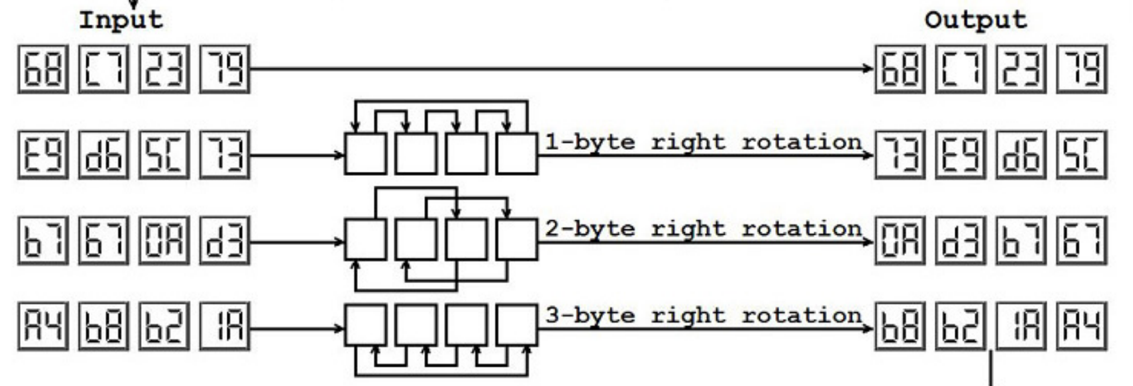 Input Output
68 C7 23 79 68 C7 23 79
E9 d6 5C 73 1-byte right rotation 73 E9 d6 5C
b7 67 0A d3 2-byte right rotation 0A d3 b7 67
A4 b8 b2 1A 3-byte right rotation b8 b2 1A A4